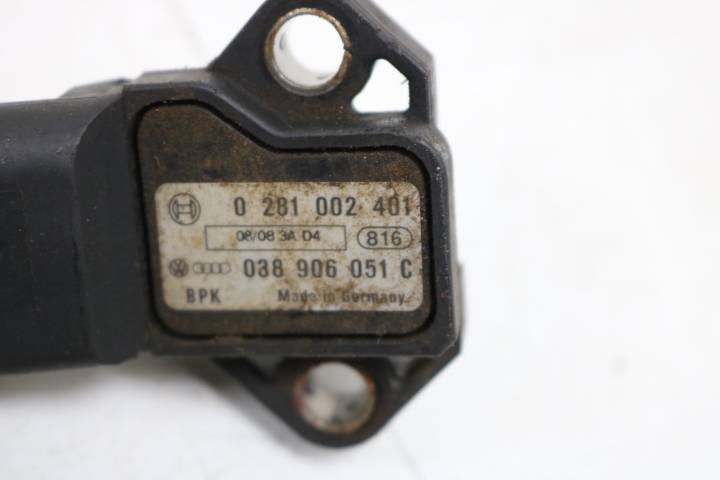 0 281 002 401
08/08 3A D4
816
038 906 051 C
BPK Made in Germany